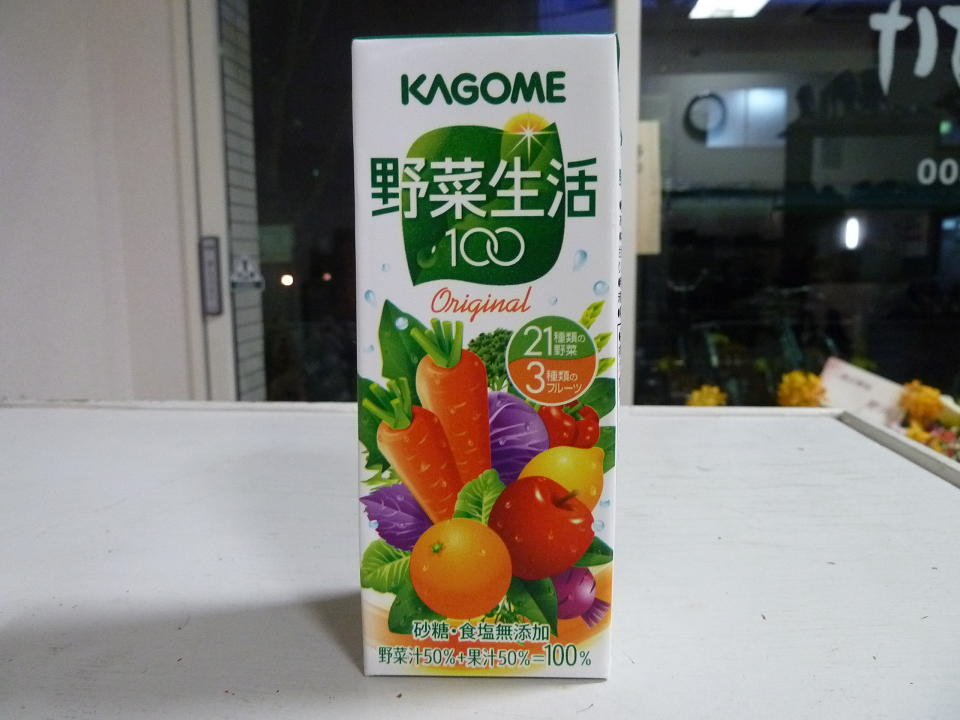 KAGOME
野菜生活
100
Original
21種類の
野菜
3種類の
フルーツ
砂糖・食塩無添加
野菜汁50%+果汁50%=100%
00